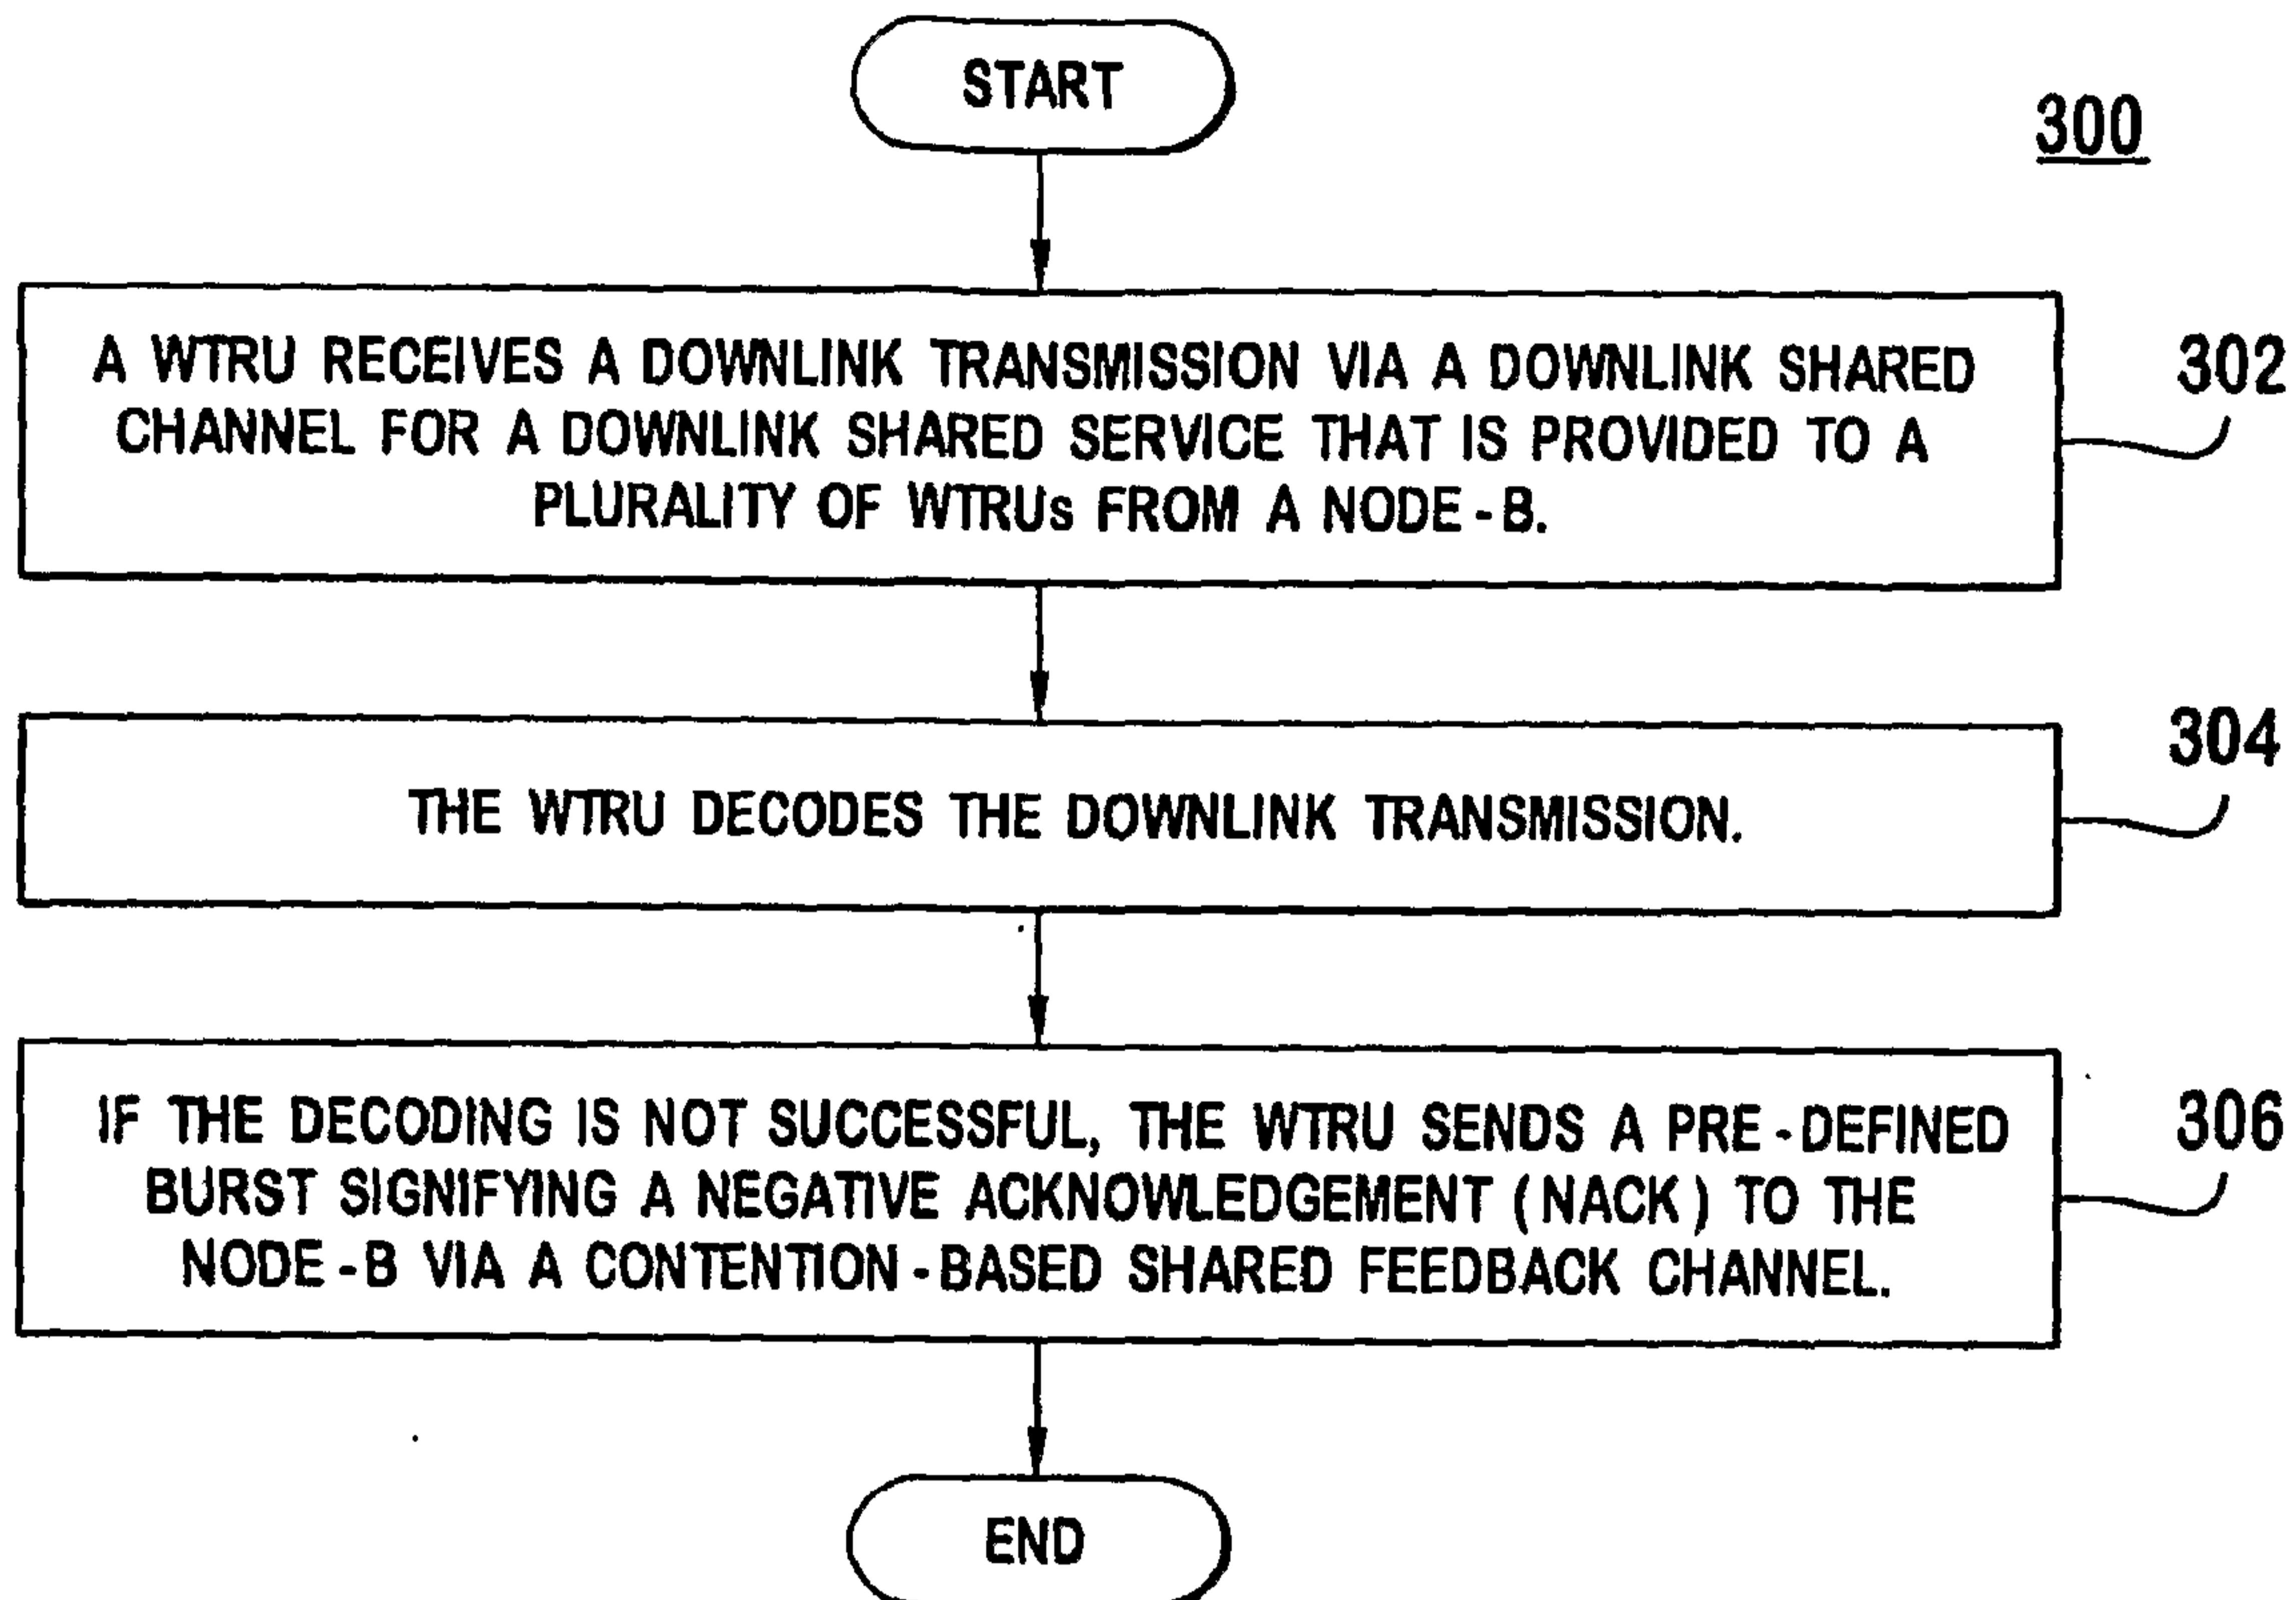 START
300
A WTRU RECEIVES A DOWNLINK TRANSMISSION VIA A DOWNLINK SHARED
CHANNEL FOR A DOWNLINK SHARED SERVICE THAT IS PROVIDED TO A
PLURALITY OF WTRUs FROM A NODE-B.
302
THE WTRU DECODES THE DOWNLINK TRANSMISSION.
304
IF THE DECODING IS NOT SUCCESSFUL, THE WTRU SENDS A PRE-DEFINED
BURST SIGNIFYING A NEGATIVE ACKNOWLEDGEMENT (NACK) TO THE
NODE-B VIA A CONTENTION-BASED SHARED FEEDBACK CHANNEL.
306
END